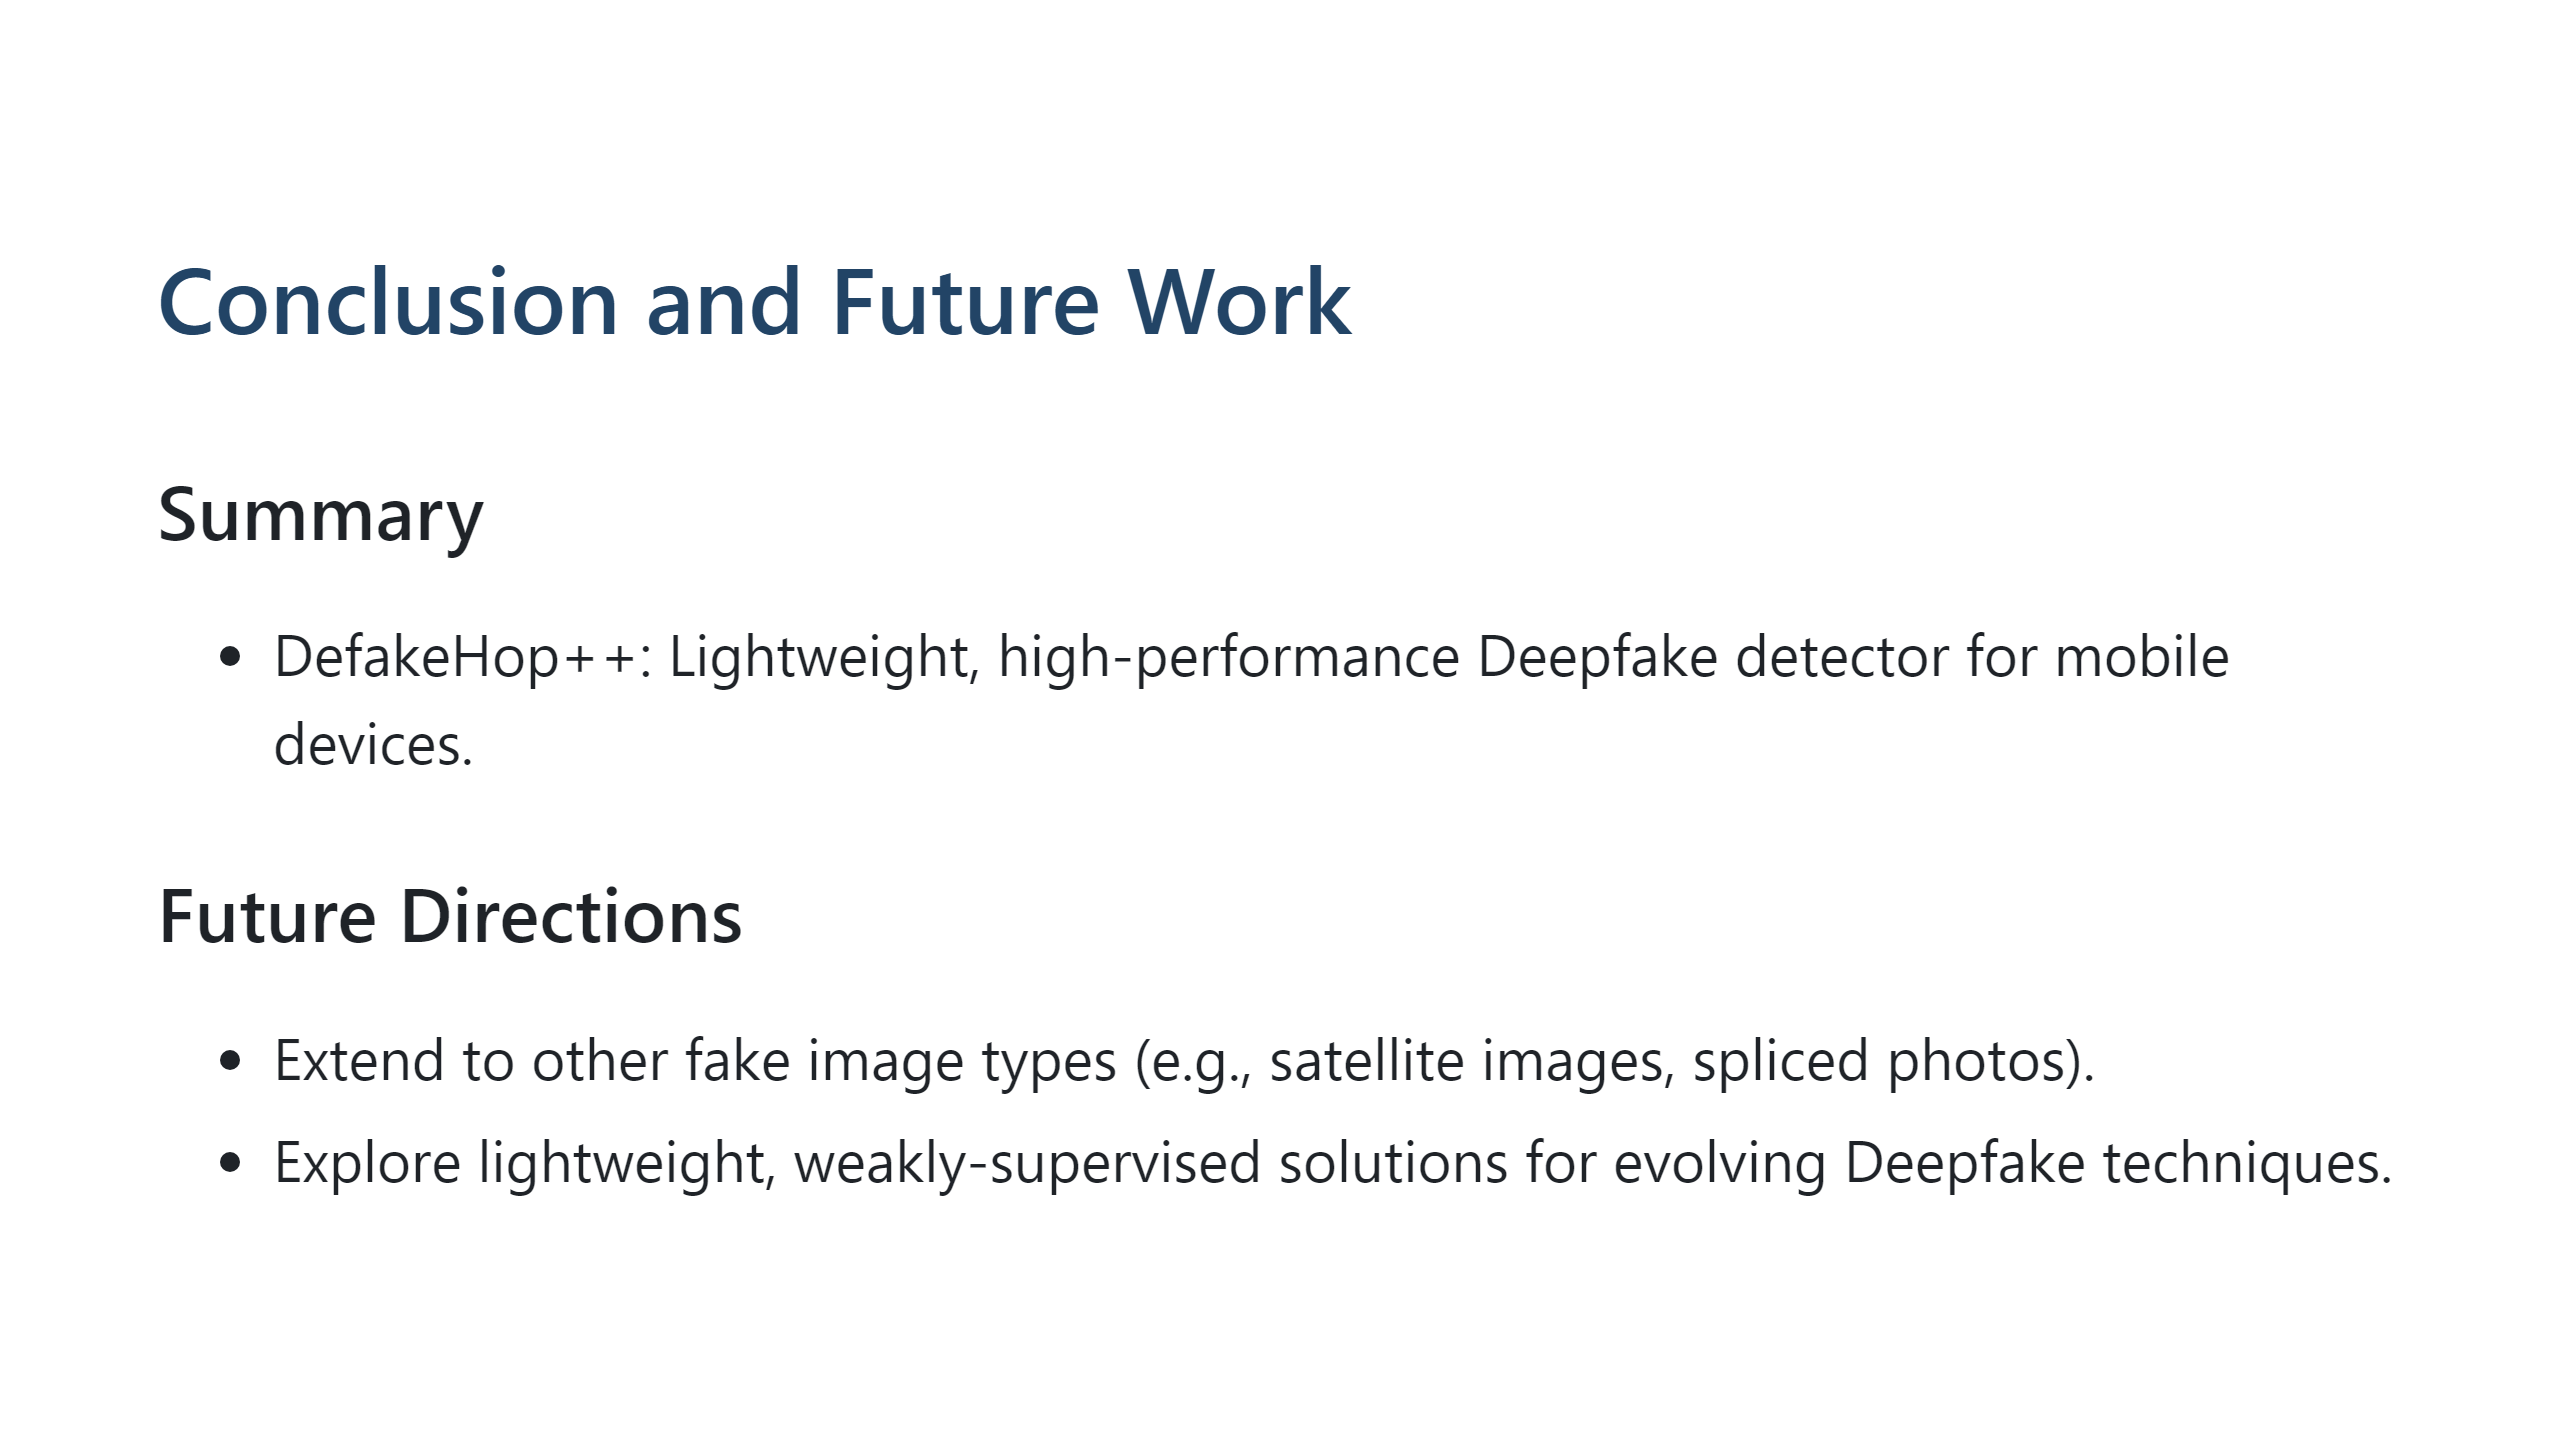 Conclusion and Future Work
Summary
• DefakeHop++: Lightweight, high-performance Deepfake detector for mobile
devices.
Future Directions
• Extend to other fake image types (e.g., satellite images, spliced photos).
• Explore lightweight, weakly-supervised solutions for evolving Deepfake techniques.